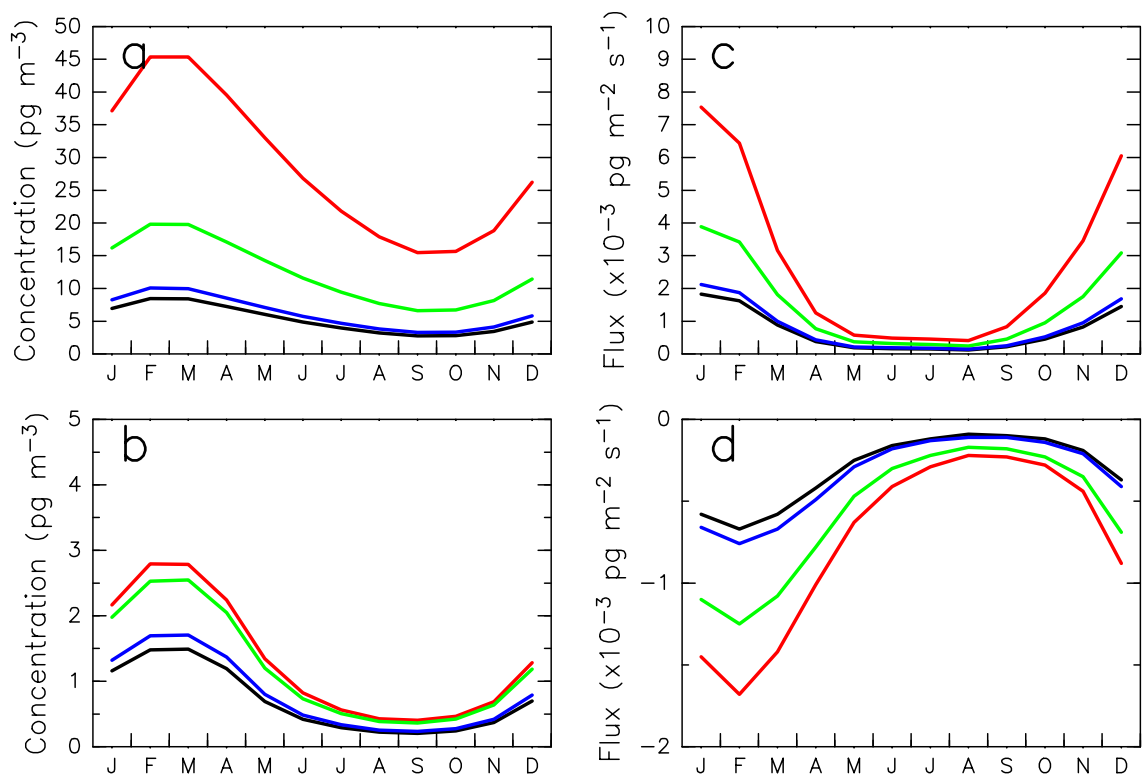 a
Concentration (pg m−3)
50
45
40
35
30
25
20
15
10
5
0
J F M A M J J A S O N D
c
Flux (x10−3 pg m−2 s−1)
10
9
8
7
6
5
4
3
2
1
0
J F M A M J J A S O N D
b
Concentration (pg m−3)
5
4
3
2
1
0
J F M A M J J A S O N D
d
Flux (x10−3 pg m−2 s−1)
0
−1
−2
J F M A M J J A S O N D